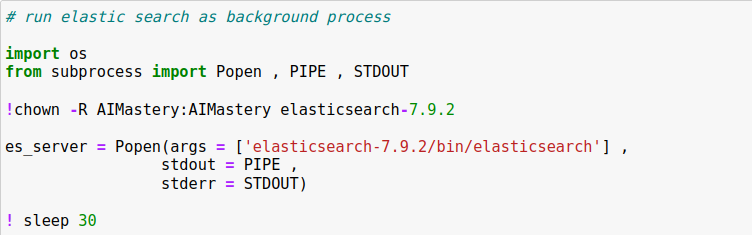 # run elastic search as background process
import os
from subprocess import Popen , PIPE , STDOUT
!chown -R AIMastery:AIMastery elasticsearch-7.9.2
es_server = Popen(args = ['elasticsearch-7.9.2/bin/elasticsearch'] ,
stdout = PIPE ,
stderr = STDOUT)
! sleep 30